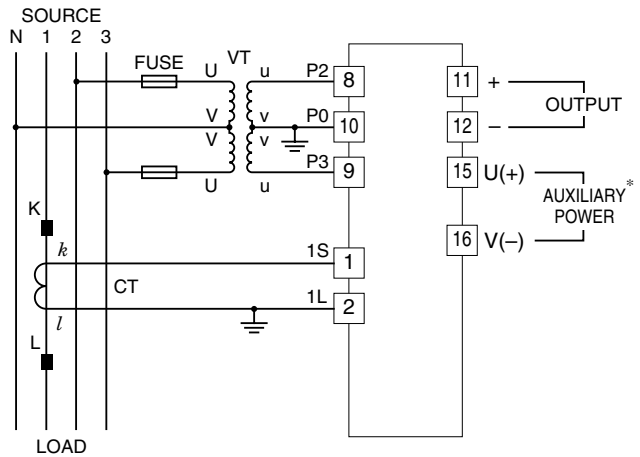 SOURCE
N 1 2 3
FUSE
VT
U u P2 8
V v P0 10
V v
U u P3 9
11 +
OUTPUT
12 –
15 U(+)
AUXILIARY*
POWER
16 V(–)
K
k 1S 1
CT
l 1L 2
L
LOAD